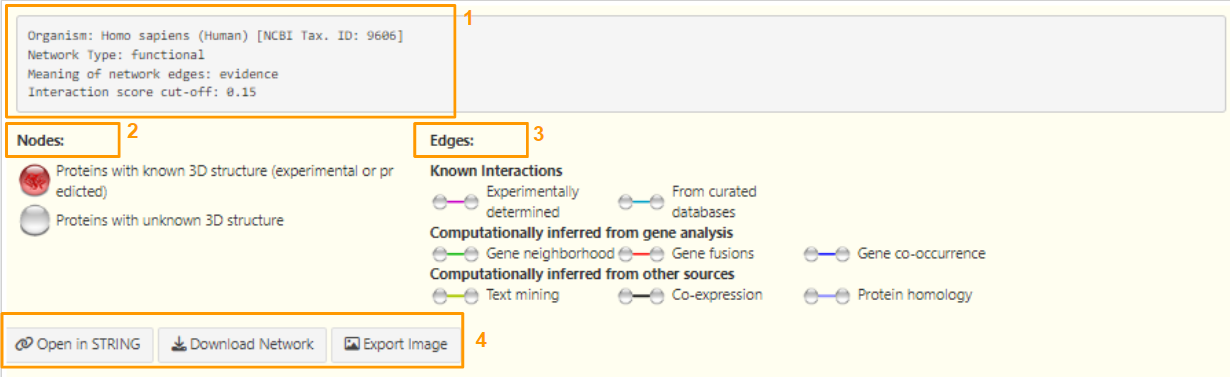 1
Organism: Homo sapiens (Human) [NCBI Tax. ID: 9606]
Network Type: functional
Meaning of network edges: evidence
Interaction score cut-off: 0.15
Nodes:
2
Proteins with known 3D structure (experimental or pr
edicted)
Proteins with unknown 3D structure
Edges:
3
Known Interactions
Experimentally
determined
From curated
databases
Computationally inferred from gene analysis
Gene neighborhood
Gene fusions
Gene co-occurrence
Computationally inferred from other sources
Text mining
Co-expression
Protein homology
Open in STRING
Download Network
Export Image
4